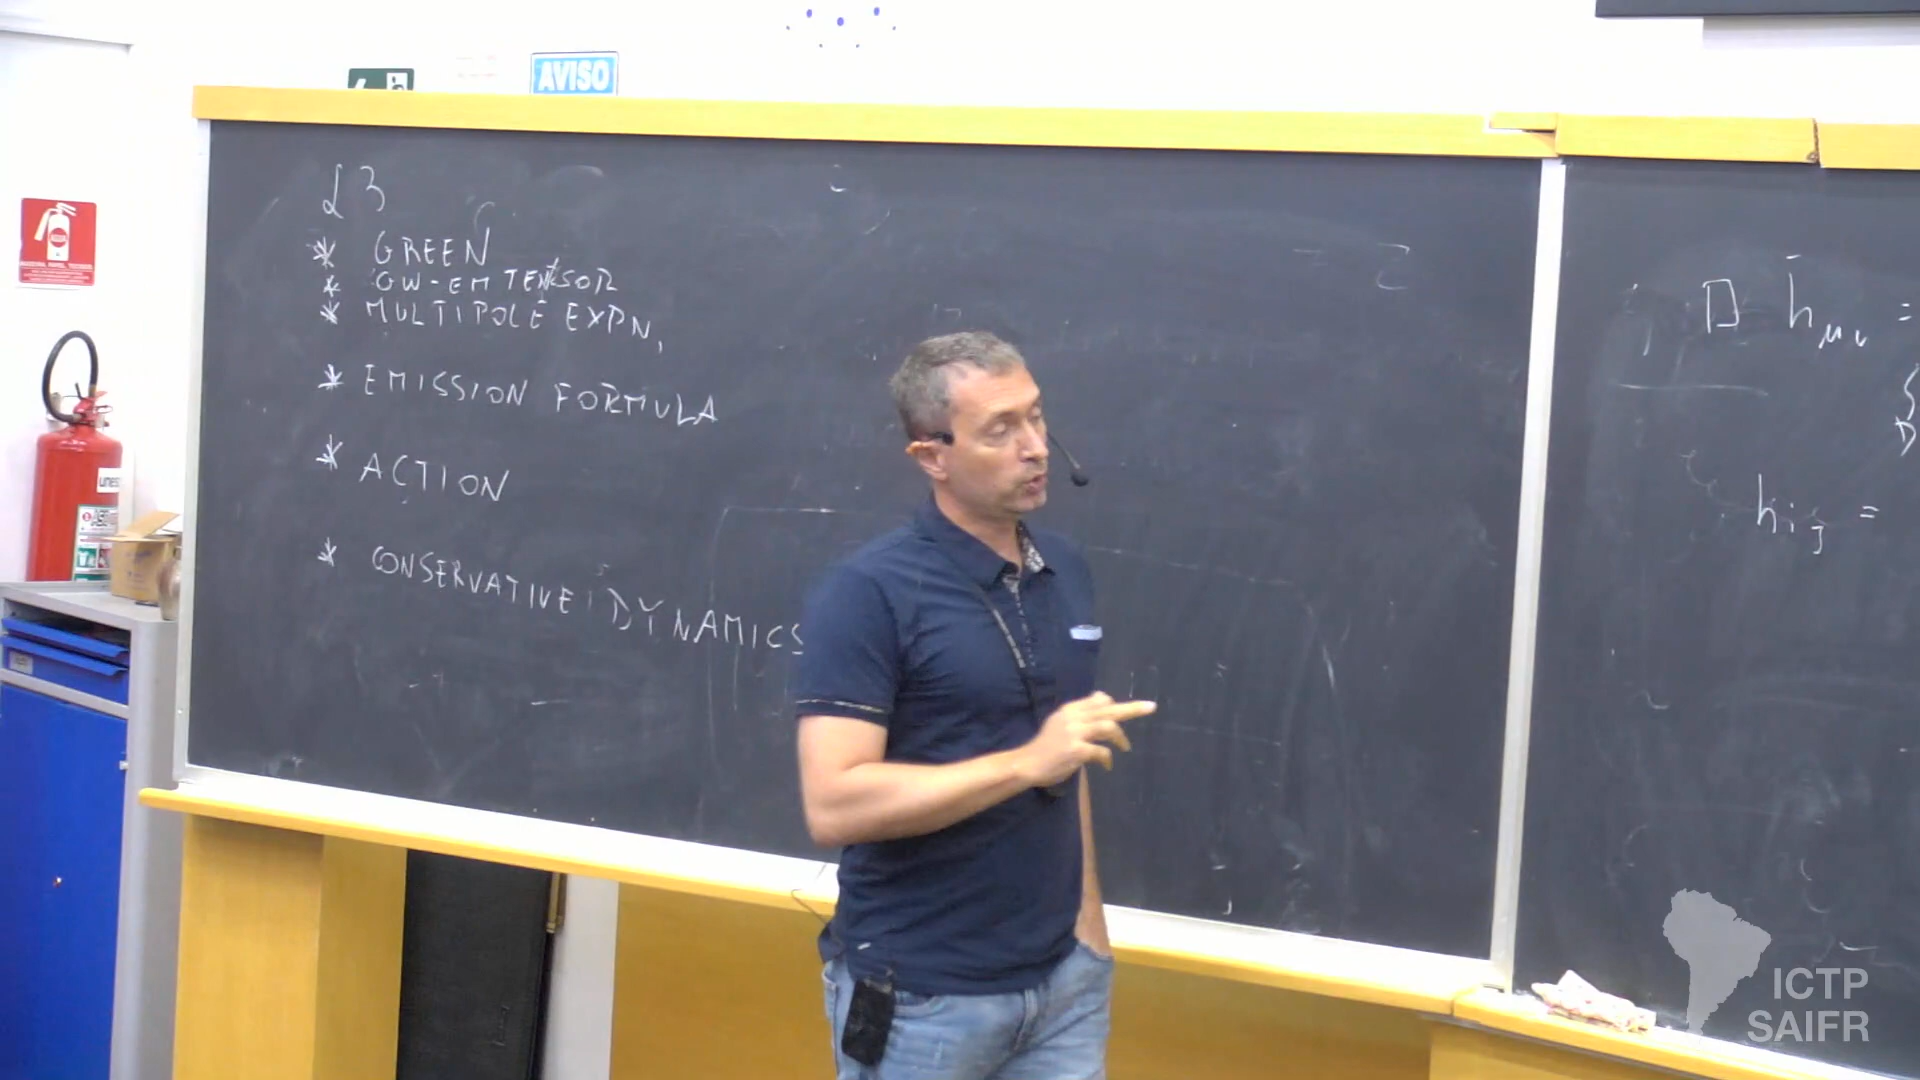 AVISO
L3
* GREEN
* GW-EM TENSOR
* MULTIPOLE EXPN,
* EMISSION FORMULA
* ACTION
* CONSERVATIVE DYNAMICS
□ h̄μν =
hij =
ICTP
SAIFR